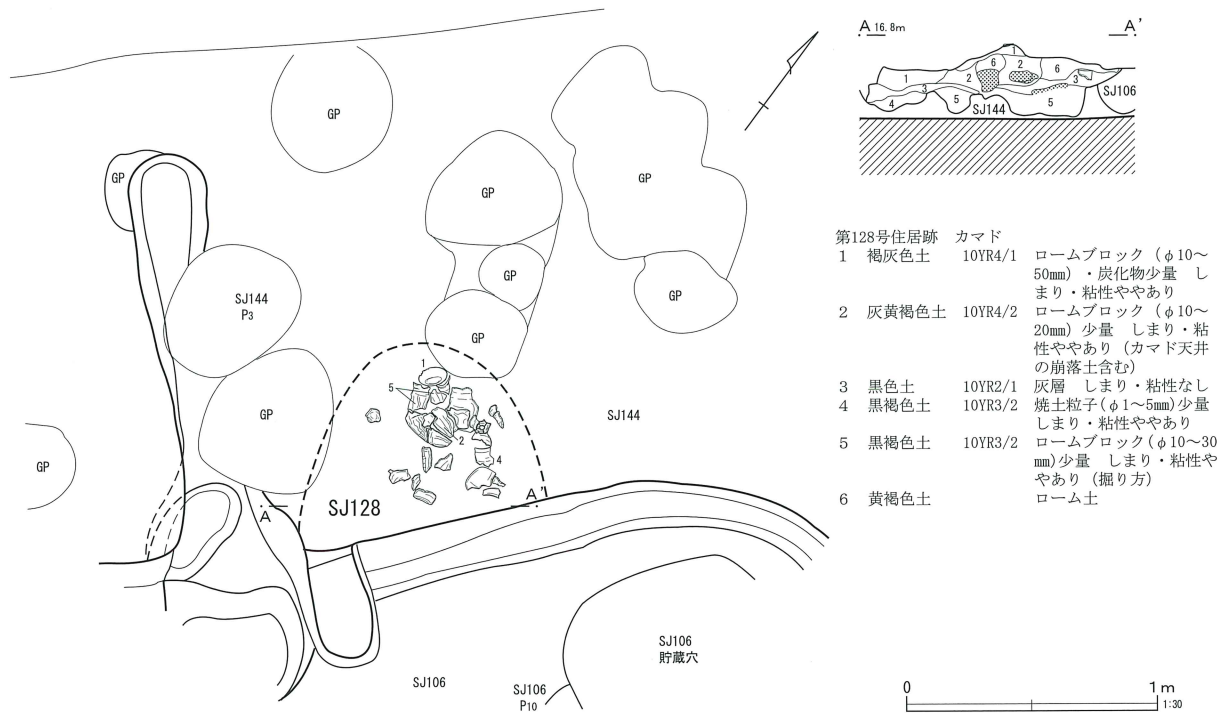 A 16.8m A'
1
6
2
6
1
2
3
3
4
5
5
SJ144
SJ106
GP
GP
GP
GP
GP
SJ144
P3
GP
GP
GP
GP
1
5
2
4
SJ144
A
A'
SJ128
SJ106
貯蔵穴
SJ106
SJ106
P10
第128号住居跡 カマド
1 褐灰色土 10YR4/1 ロームブロック(φ10～
50㎜)・炭化物少量 し
まり・粘性ややあり
2 灰黄褐色土 10YR4/2 ロームブロック(φ10～
20㎜)少量 しまり・粘
性ややあり(カマド天井
の崩落土含む)
3 黒色土 10YR2/1 灰層 しまり・粘性なし
4 黒褐色土 10YR3/2 焼土粒子(φ1～5㎜)少量
しまり・粘性ややあり
5 黒褐色土 10YR3/2 ロームブロック(φ10～30
㎜)少量 しまり・粘性や
やあり(掘り方)
6 黄褐色土 ローム土
0 1m
1:30